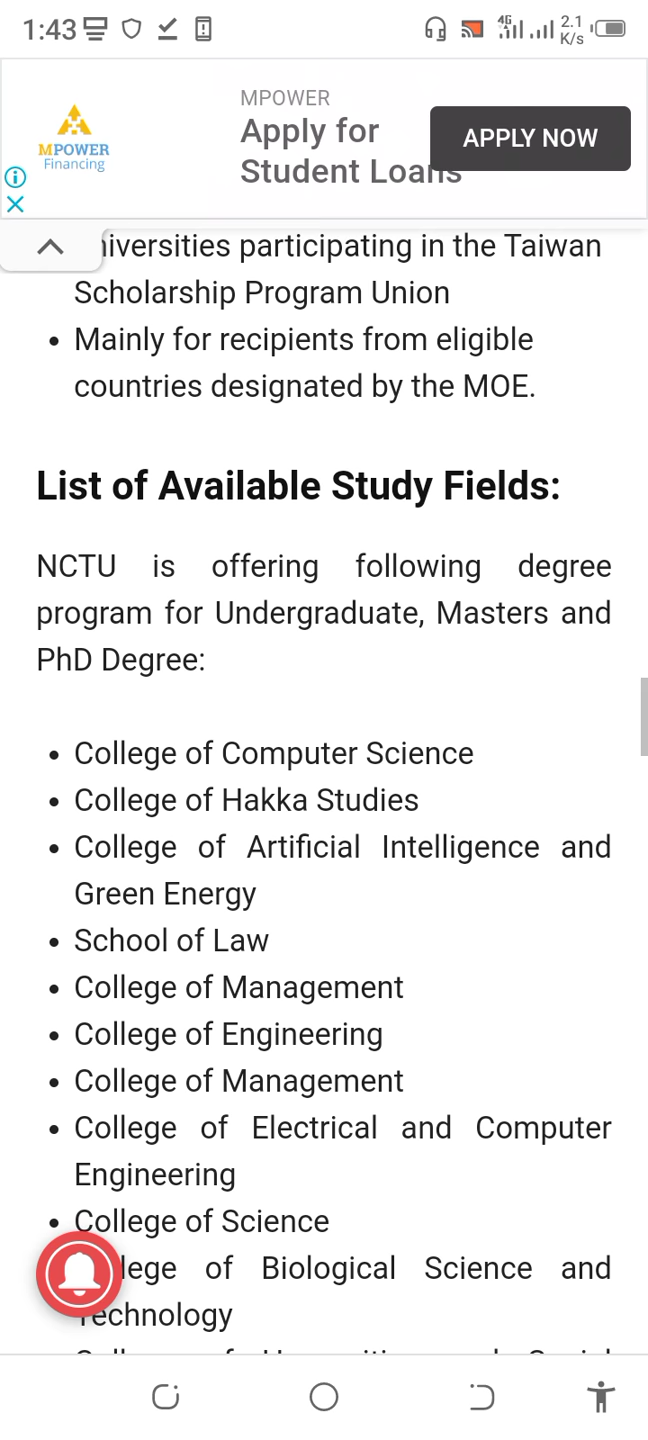 1:43
4G
2.1
K/s
MPOWER
Apply for
Student Loans
APPLY NOW
MPOWER
Financing
niversities participating in the Taiwan
Scholarship Program Union
• Mainly for recipients from eligible
countries designated by the MOE.
List of Available Study Fields:
NCTU is offering following degree
program for Undergraduate, Masters and
PhD Degree:
• College of Computer Science
• College of Hakka Studies
• College of Artificial Intelligence and
Green Energy
• School of Law
• College of Management
• College of Engineering
• College of Management
• College of Electrical and Computer
Engineering
• College of Science
lege of Biological Science and
Technology